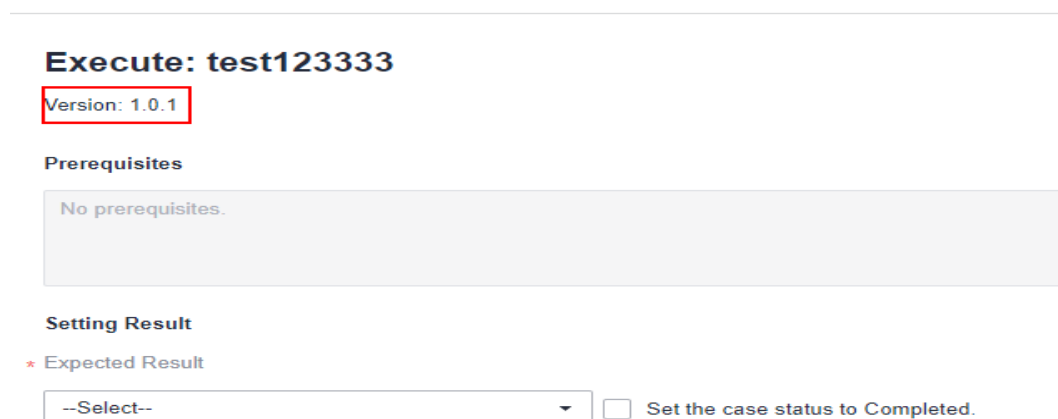 Execute: test123333
Version: 1.0.1
Prerequisites
No prerequisites.
Setting Result
* Expected Result
--Select-- Set the case status to Completed.